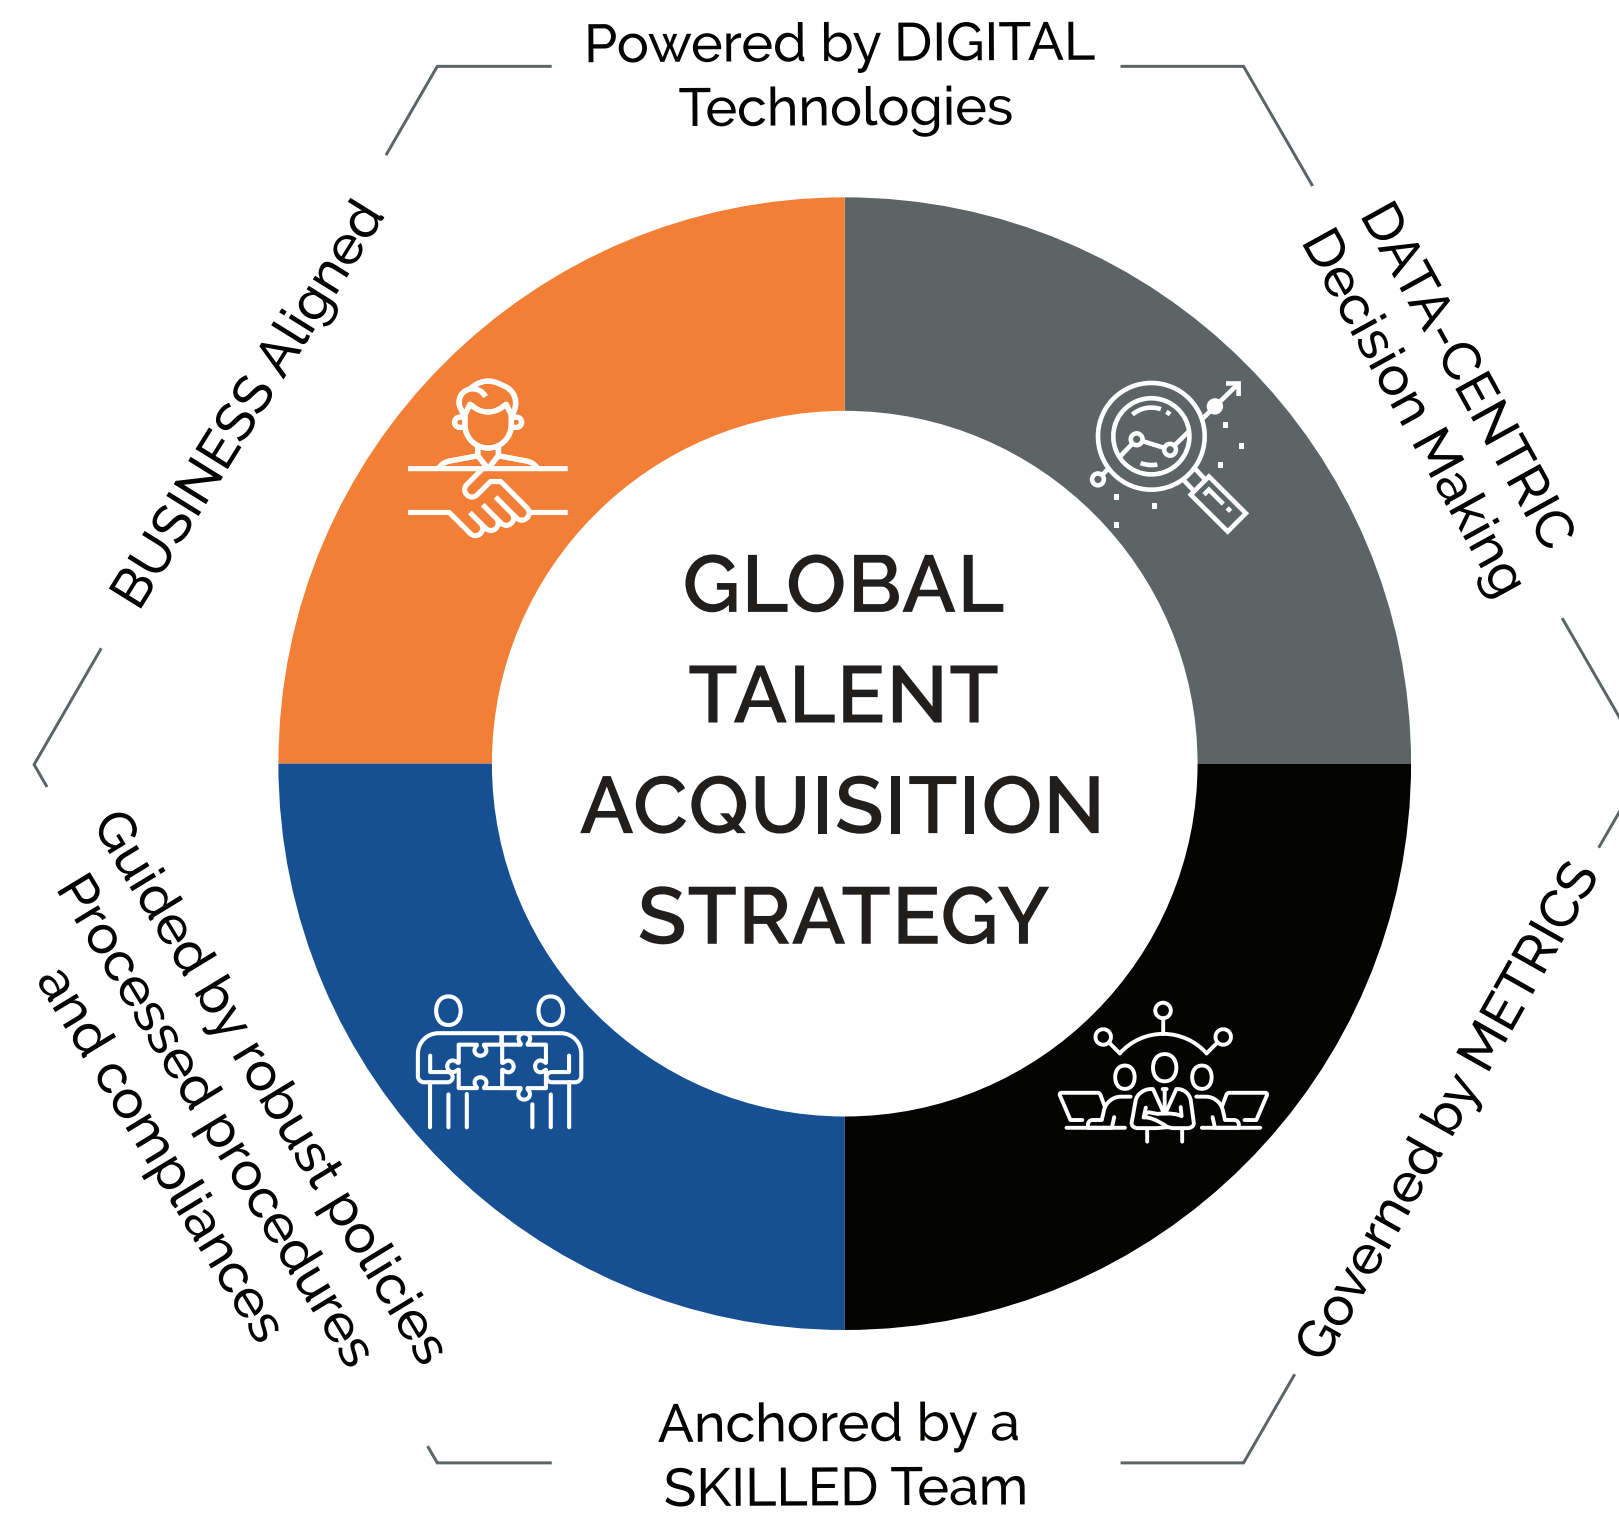 Powered by DIGITAL
Technologies
DATA-CENTRIC
Decision Making
Governed by METRICS
Anchored by a
SKILLED Team
Guided by robust policies
Processed procedures
and compliances
BUSINESS Aligned
GLOBAL
TALENT
ACQUISITION
STRATEGY